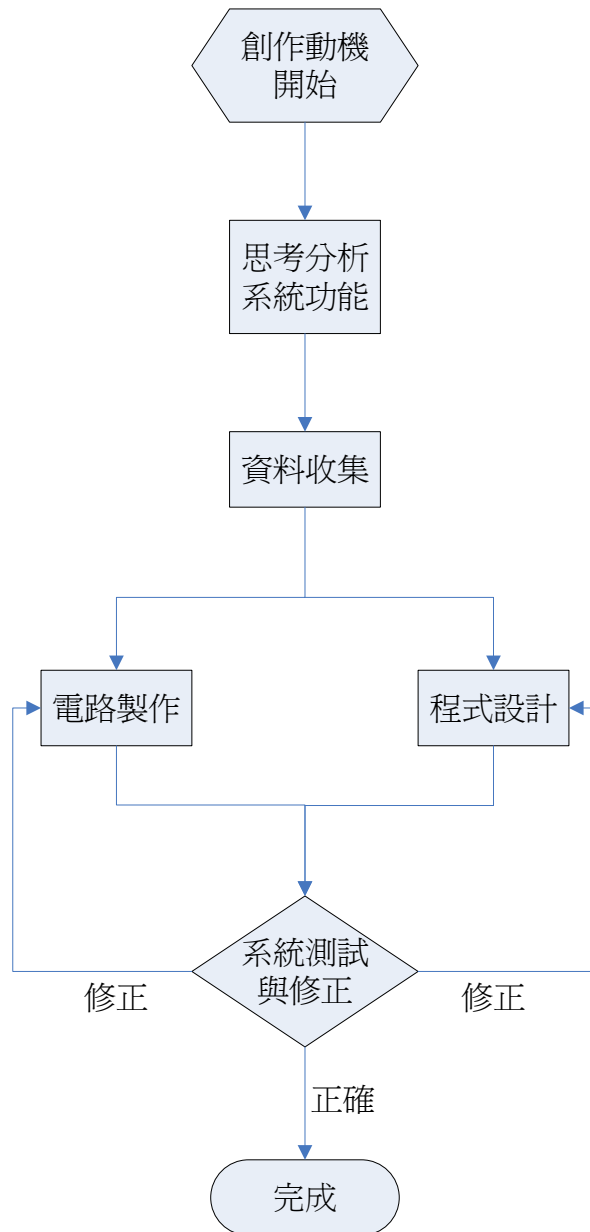 創作動機
開始
思考分析
系統功能
資料收集
電路製作
程式設計
系統測試
與修正
修正
修正
正確
完成